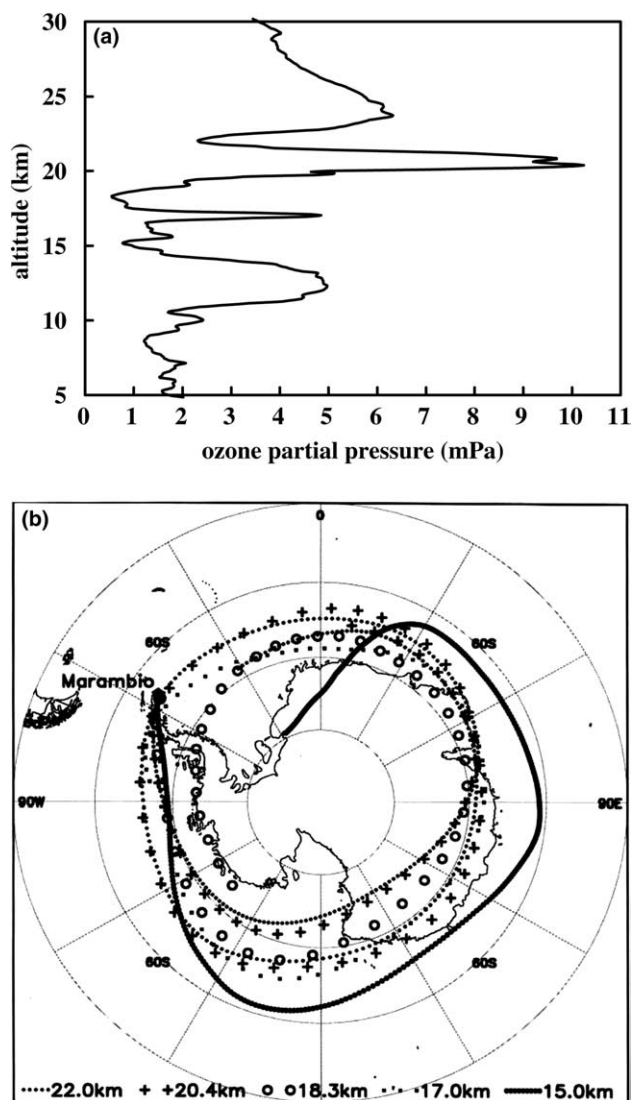 (a)
30
25
20
15
10
5
altitude (km)
0 1 2 3 4 5 6 7 8 9 10 11
ozone partial pressure (mPa)
(b)
0
60S 60S
Marambio
90W 90E
60S 60S
22.0km 20.4km 18.3km 17.0km 15.0km